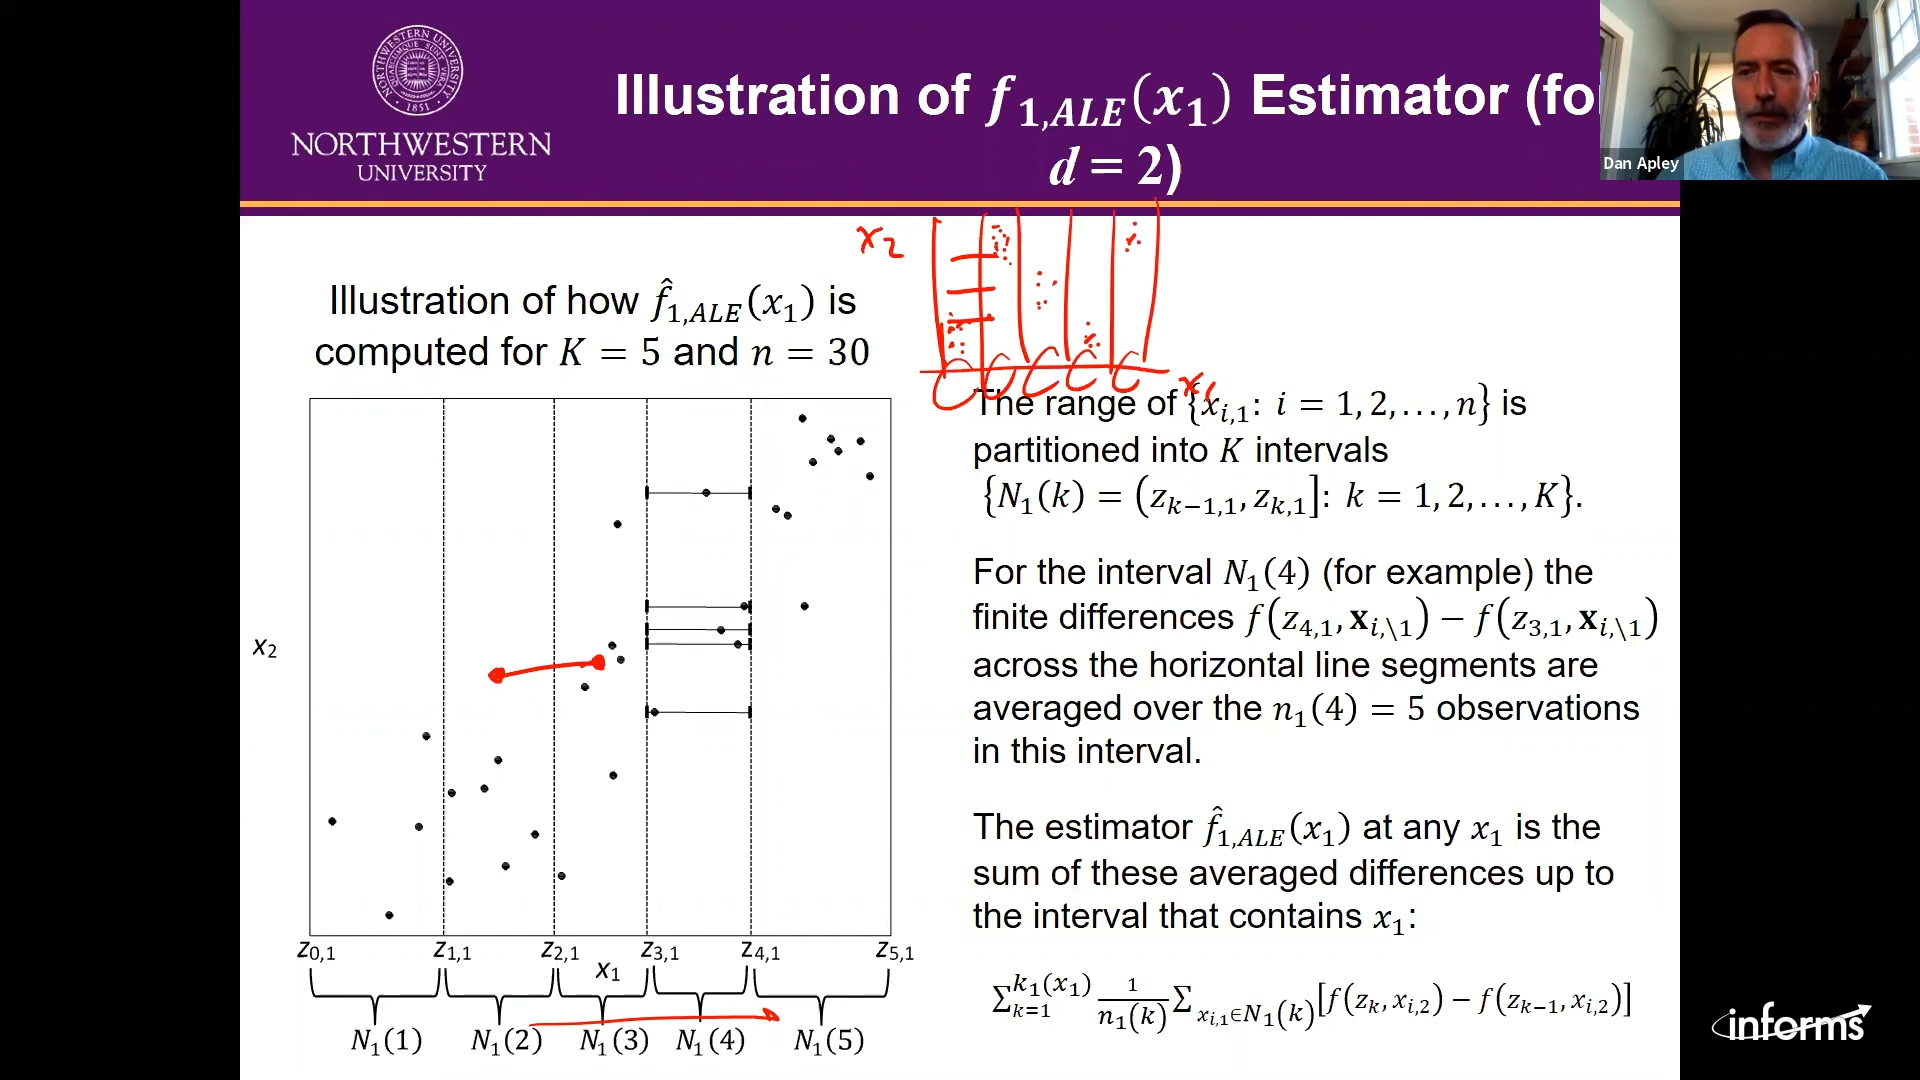 NORTHWESTERN
UNIVERSITY
1851
Illustration of f₁,ALE(x₁) Estimator (fo
d = 2)
Dan Apley
x₂
x₁
Illustration of how f̂₁,ALE(x₁) is
computed for K = 5 and n = 30
x₂
z₀,₁ z₁,₁ z₂,₁ z₃,₁ z₄,₁ z₅,₁
x₁
N₁(1) N₁(2) N₁(3) N₁(4) N₁(5)
The range of {xᵢ,₁: i = 1, 2, . . . , n} is
partitioned into K intervals
{N₁(k) = (zₖ₋₁,₁, zₖ,₁]: k = 1, 2, . . . , K}.
For the interval N₁(4) (for example) the
finite differences f(z₄,₁, 𝐱ᵢ,\₁) − f(z₃,₁, 𝐱ᵢ,\₁)
across the horizontal line segments are
averaged over the n₁(4) = 5 observations
in this interval.
The estimator f̂₁,ALE(x₁) at any x₁ is the
sum of these averaged differences up to
the interval that contains x₁:
∑ₖ₌₁^{k₁(x₁)} 1/n₁(k) ∑_{xᵢ,₁∈N₁(k)} [f(zₖ, xᵢ,₂) − f(zₖ₋₁, xᵢ,₂)]
informs